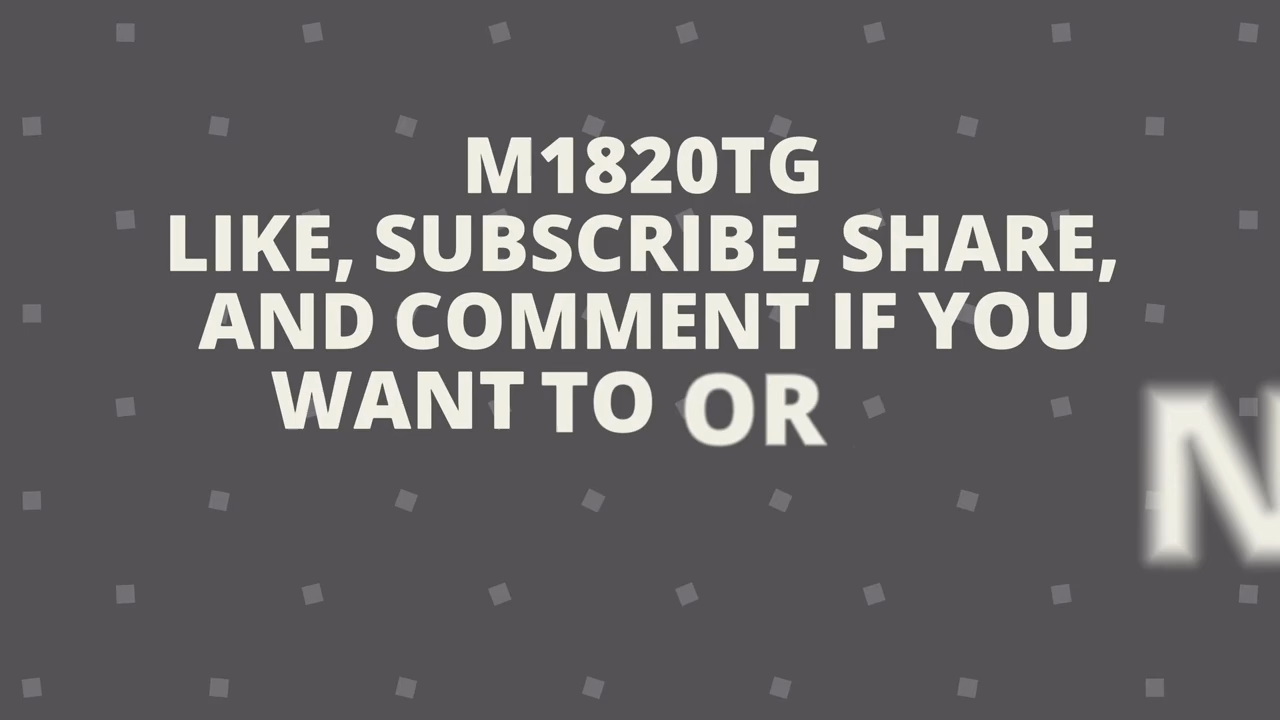 M1820TG
LIKE, SUBSCRIBE, SHARE,
AND COMMENT IF YOU
WANT TO OR